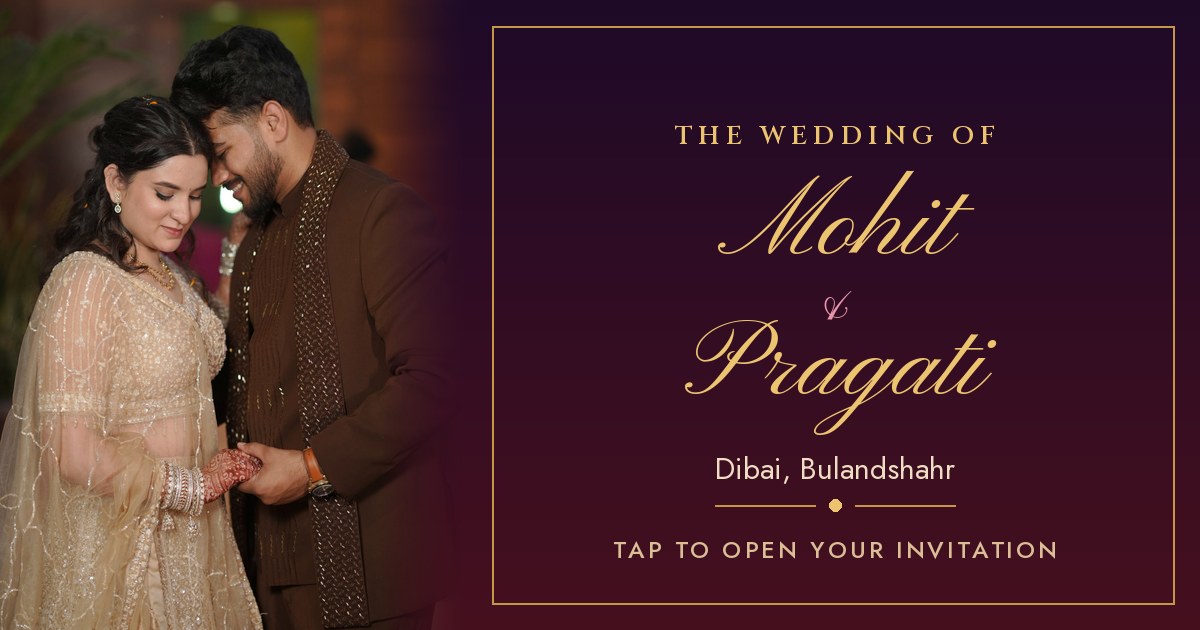 THE WEDDING OF
Mohit
&
Pragati
Dibai, Bulandshahr
TAP TO OPEN YOUR INVITATION